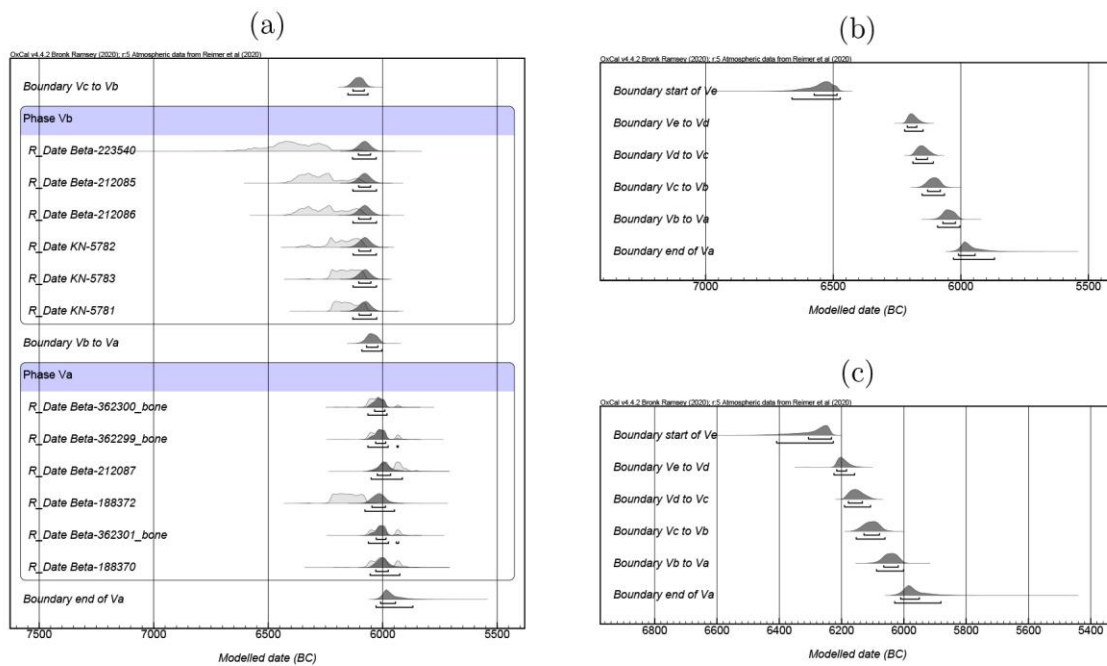 (a)
OxCal v4.4.2 Bronk Ramsey (2020); r:5 Atmospheric data from Reimer et al (2020)
Boundary Vc to Vb
Phase Vb
R_Date Beta-223540
R_Date Beta-212085
R_Date Beta-212086
R_Date KN-5782
R_Date KN-5783
R_Date KN-5781
Boundary Vb to Va
Phase Va
R_Date Beta-362300_bone
R_Date Beta-362299_bone
R_Date Beta-212087
R_Date Beta-188372
R_Date Beta-362301_bone
R_Date Beta-188370
Boundary end of Va
7500 7000 6500 6000 5500
Modelled date (BC)
(b)
OxCal v4.4.2 Bronk Ramsey (2020); r:5 Atmospheric data from Reimer et al (2020)
Boundary start of Ve
Boundary Ve to Vd
Boundary Vd to Vc
Boundary Vc to Vb
Boundary Vb to Va
Boundary end of Va
7000 6500 6000 5500
Modelled date (BC)
(c)
OxCal v4.4.2 Bronk Ramsey (2020); r:5 Atmospheric data from Reimer et al (2020)
Boundary start of Ve
Boundary Ve to Vd
Boundary Vd to Vc
Boundary Vc to Vb
Boundary Vb to Va
Boundary end of Va
6800 6600 6400 6200 6000 5800 5600 5400
Modelled date (BC)